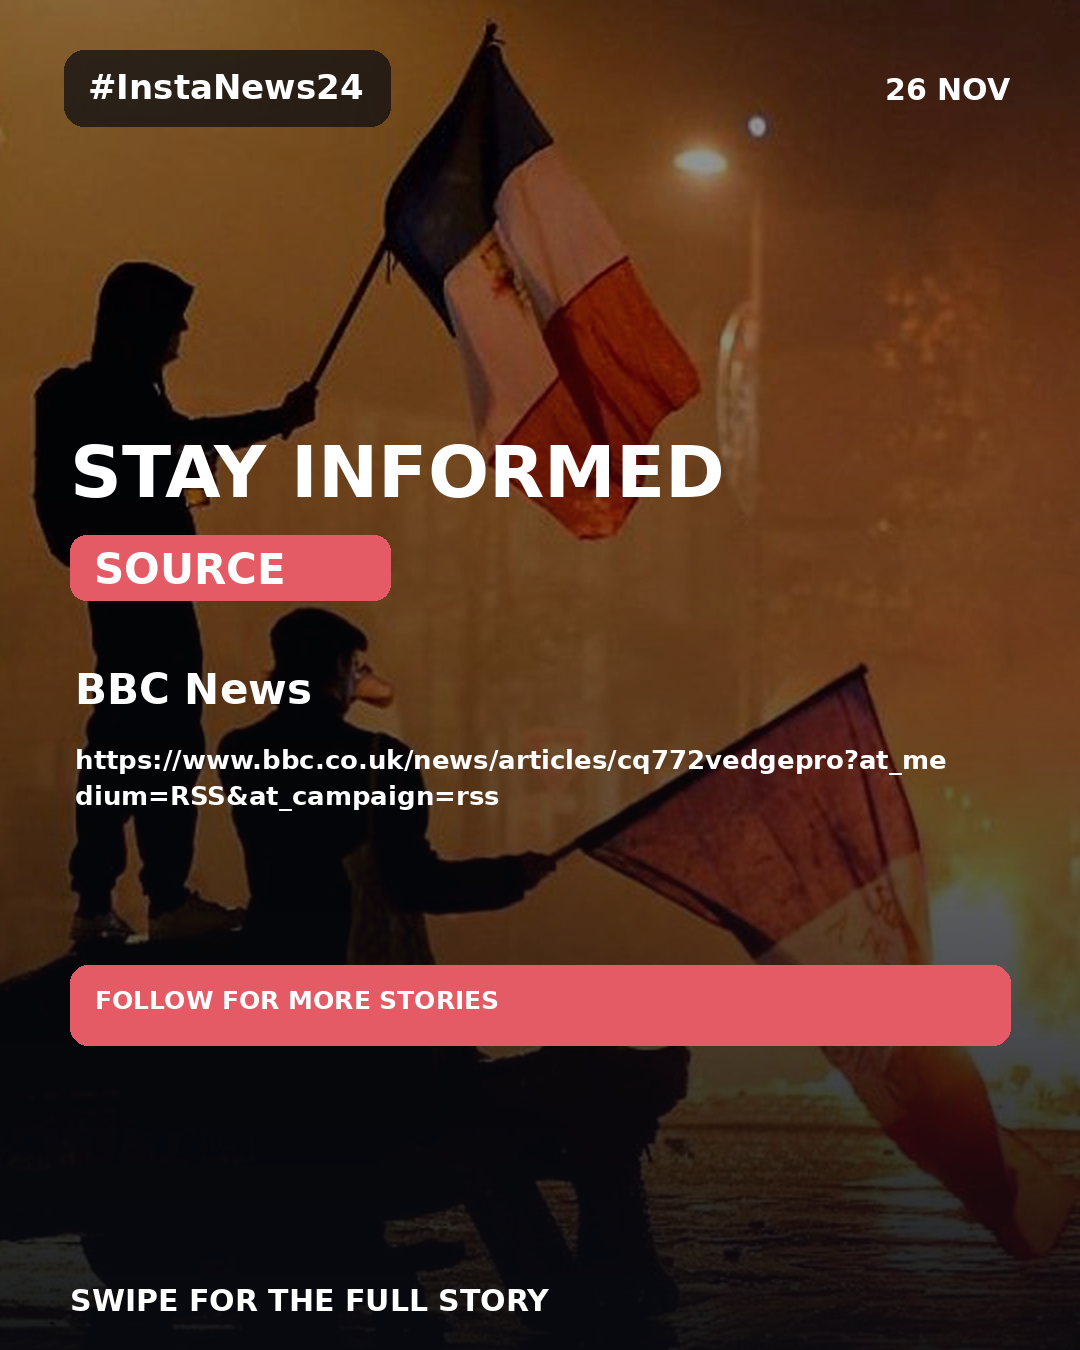 #InstaNews24
26 NOV
STAY INFORMED
SOURCE
BBC News
https://www.bbc.co.uk/news/articles/cq772vedgepro?at_me
dium=RSS&at_campaign=rss
FOLLOW FOR MORE STORIES
SWIPE FOR THE FULL STORY